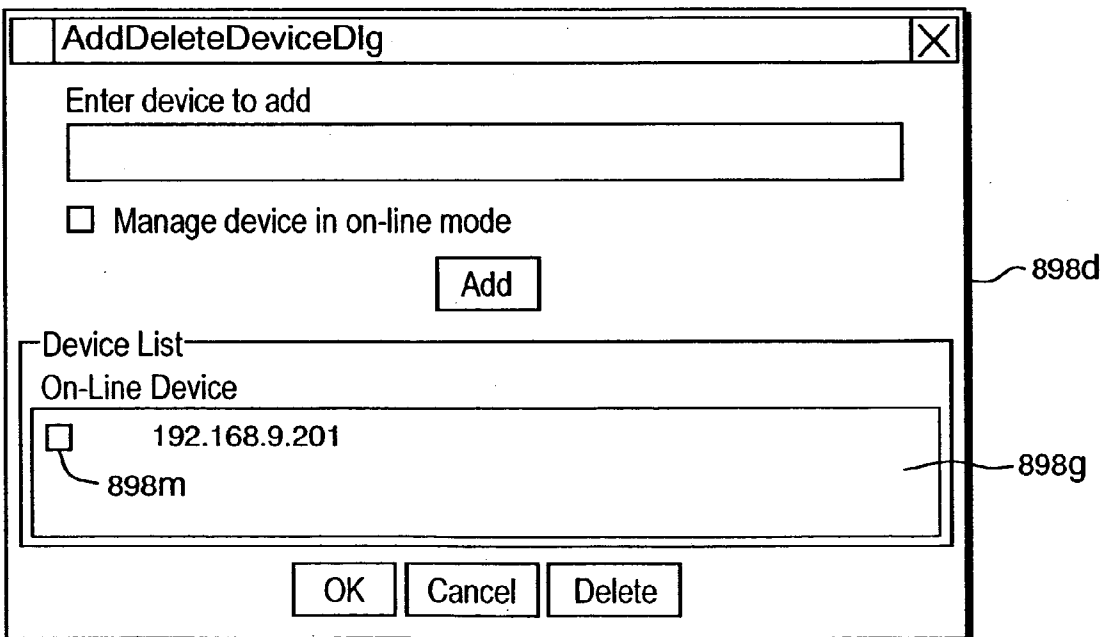 AddDeleteDeviceDlg
Enter device to add
Manage device in on-line mode
Add
898d
Device List
On-Line Device
192.168.9.201
898m
898g
OK Cancel Delete